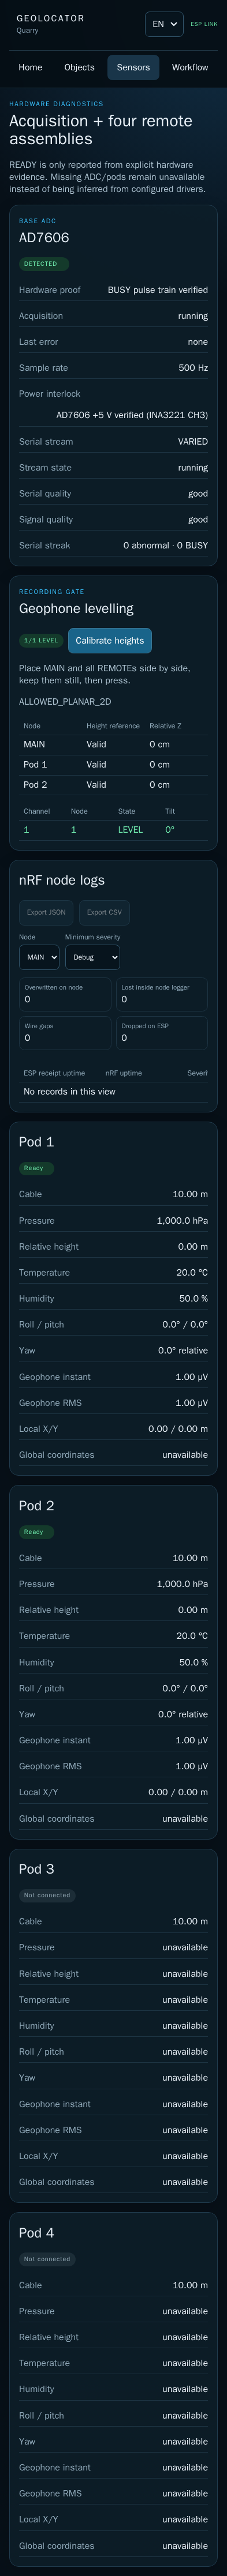 GEOLOCATOR
Quarry
EN
ESP LINK
Home Objects Sensors Workflow
HARDWARE DIAGNOSTICS
Acquisition + four remote
assemblies
READY is only reported from explicit hardware
evidence. Missing ADC/pods remain unavailable
instead of being inferred from configured drivers.
BASE ADC
AD7606
DETECTED
Hardware proof BUSY pulse train verified
Acquisition running
Last error none
Sample rate 500 Hz
Power interlock
AD7606 +5 V verified (INA3221 CH3)
Serial stream VARIED
Stream state running
Serial quality good
Signal quality good
Serial streak 0 abnormal · 0 BUSY
RECORDING GATE
Geophone levelling
1/1 LEVEL Calibrate heights
Place MAIN and all REMOTEs side by side,
keep them still, then press.
ALLOWED_PLANAR_2D
Node Height reference Relative Z
MAIN Valid 0 cm
Pod 1 Valid 0 cm
Pod 2 Valid 0 cm
Channel Node State Tilt
1 1 LEVEL 0°
nRF node logs
Export JSON Export CSV
Node Minimum severity
MAIN Debug
Overwritten on node Lost inside node logger
0 0
Wire gaps Dropped on ESP
0 0
ESP receipt uptime nRF uptime Severi
No records in this view
Pod 1
Ready
Cable 10.00 m
Pressure 1,000.0 hPa
Relative height 0.00 m
Temperature 20.0 °C
Humidity 50.0 %
Roll / pitch 0.0° / 0.0°
Yaw 0.0° relative
Geophone instant 1.00 µV
Geophone RMS 1.00 µV
Local X/Y 0.00 / 0.00 m
Global coordinates unavailable
Pod 2
Ready
Cable 10.00 m
Pressure 1,000.0 hPa
Relative height 0.00 m
Temperature 20.0 °C
Humidity 50.0 %
Roll / pitch 0.0° / 0.0°
Yaw 0.0° relative
Geophone instant 1.00 µV
Geophone RMS 1.00 µV
Local X/Y 0.00 / 0.00 m
Global coordinates unavailable
Pod 3
Not connected
Cable 10.00 m
Pressure unavailable
Relative height unavailable
Temperature unavailable
Humidity unavailable
Roll / pitch unavailable
Yaw unavailable
Geophone instant unavailable
Geophone RMS unavailable
Local X/Y unavailable
Global coordinates unavailable
Pod 4
Not connected
Cable 10.00 m
Pressure unavailable
Relative height unavailable
Temperature unavailable
Humidity unavailable
Roll / pitch unavailable
Yaw unavailable
Geophone instant unavailable
Geophone RMS unavailable
Local X/Y unavailable
Global coordinates unavailable